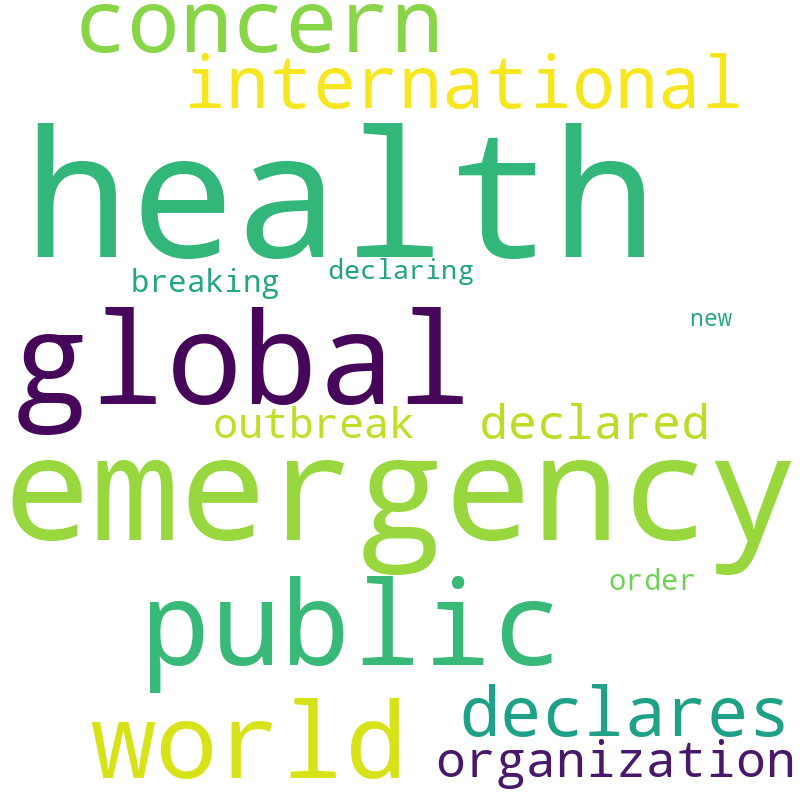 concern
international
health
breaking declaring
global
new
outbreak declared
emergency
order
public
world
declares
organization